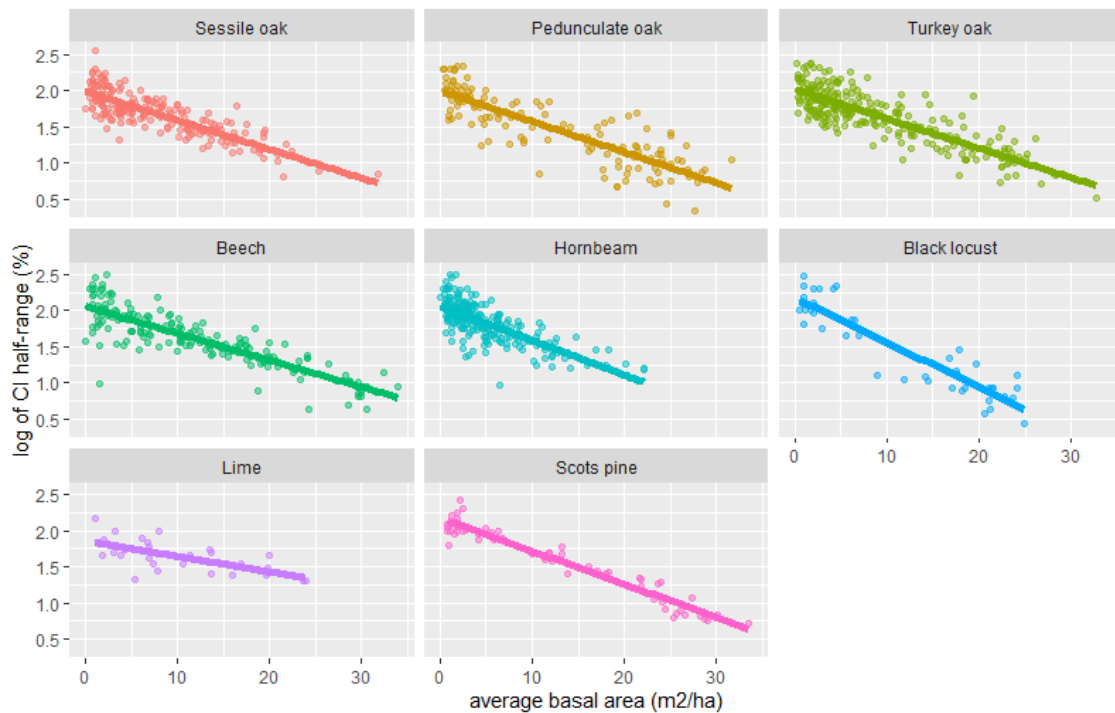 Sessile oak
Pedunculate oak
Turkey oak
2.5
2.0
1.5
1.0
0.5
Beech
Hornbeam
Black locust
2.5
2.0
1.5
1.0
0.5
0 10 20 30
Lime
Scots pine
2.5
2.0
1.5
1.0
0.5
0 10 20 30
0 10 20 30
log of CI half-range (%)
average basal area (m2/ha)